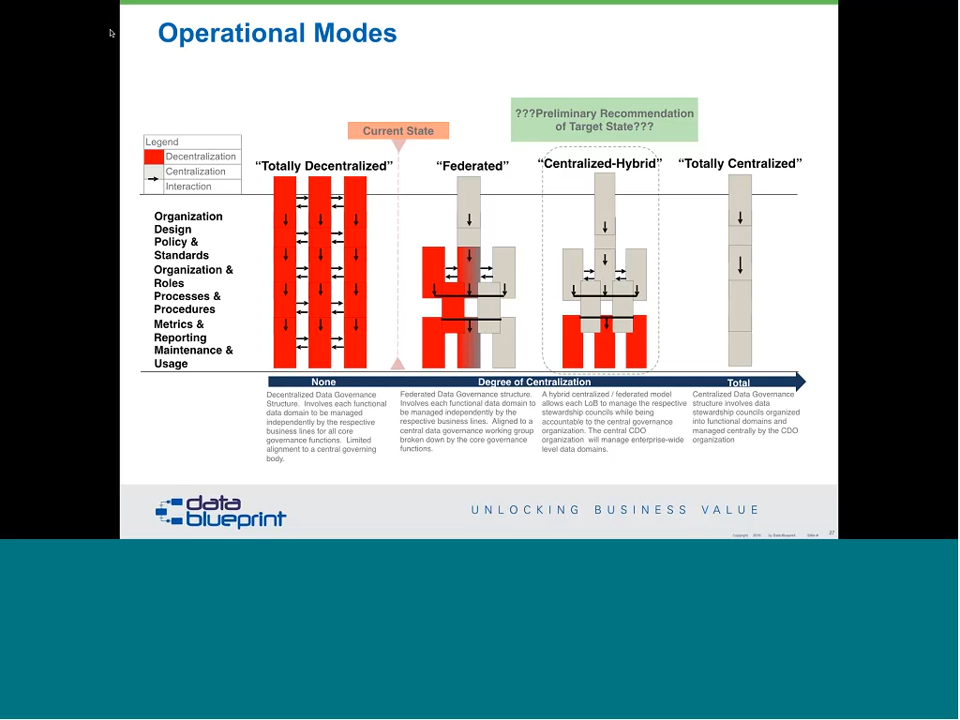 Operational Modes
???Preliminary Recommendation
of Target State???
Current State
Legend
Decentralization
Centralization
Interaction
“Totally Decentralized”
“Federated”
“Centralized-Hybrid”
“Totally Centralized”
Organization
Design
Policy &
Standards
Organization &
Roles
Processes &
Procedures
Metrics &
Reporting
Maintenance &
Usage
None
Degree of Centralization
Total
Decentralized Data Governance
Structure. Involves each functional
data domain to be managed
independently by the respective
business lines for all core
governance functions. Limited
alignment to a central governing
body.
Federated Data Governance structure.
Involves each functional data domain to
be managed independently by the
respective business lines. Aligned to a
central data governance working group
broken down by the core governance
functions.
A hybrid centralized / federated model
allows each LoB to manage the respective
stewardship councils while being
accountable to the central governance
organization. The central CDO
organization will manage enterprise-wide
level data domains.
Centralized Data Governance
structure involves data
stewardship councils organized
into functional domains and
managed centrally by the CDO
organization
data
blueprint
UNLOCKING BUSINESS VALUE
Copyright by Data Blueprint Slide #
27